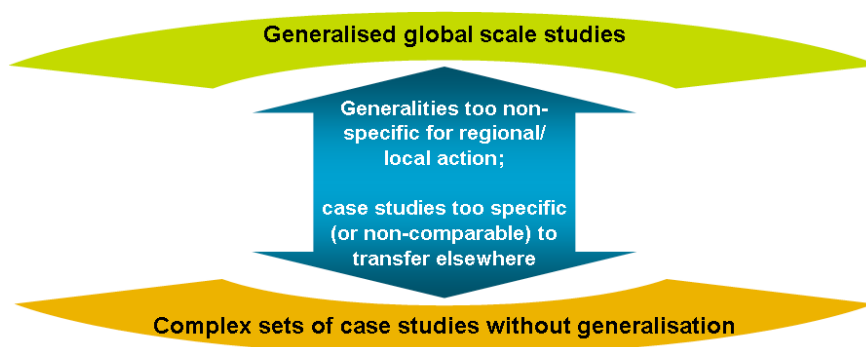 Generalised global scale studies
Generalities too non-
specific for regional/
local action;
case studies too specific
(or non-comparable) to
transfer elsewhere
Complex sets of case studies without generalisation